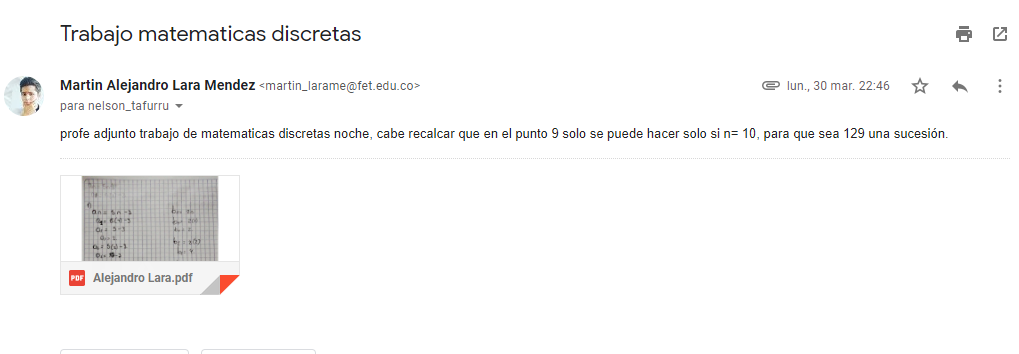 Trabajo matematicas discretas
Martin Alejandro Lara Mendez <martin_larame@fet.edu.co>
lun., 30 mar. 22:46
para nelson_tafurru
profe adjunto trabajo de matematicas discretas noche, cabe recalcar que en el punto 9 solo se puede hacer solo si n= 10, para que sea 129 una sucesión.
PDF Alejandro Lara.pdf